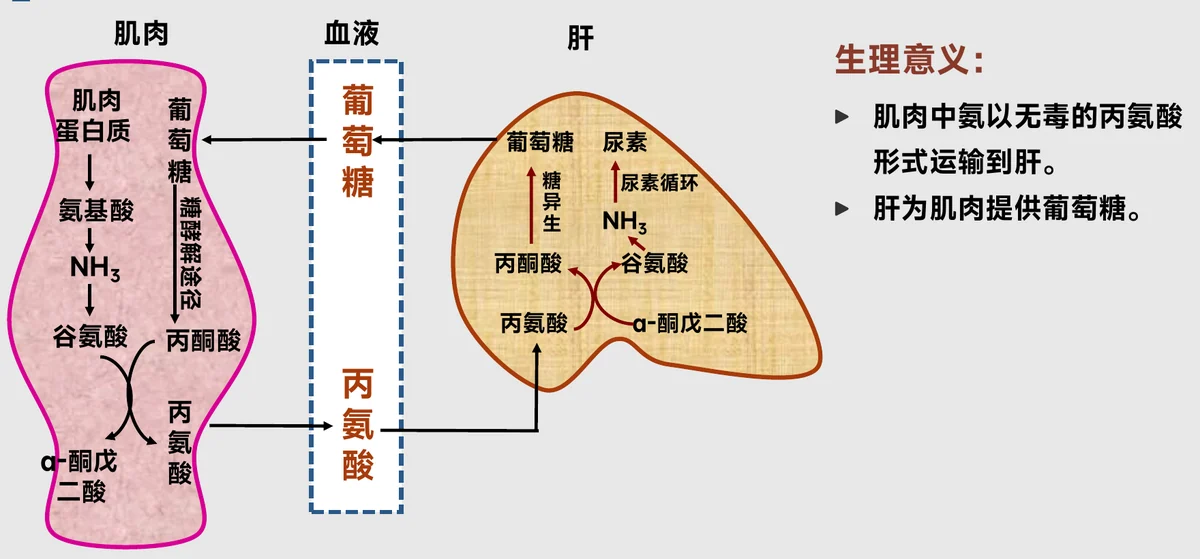 肌肉
血液
肝
肌肉
蛋白质
氨基酸
NH₃
谷氨酸
α-酮戊
二酸
葡萄糖
糖酵解途径
丙酮酸
丙氨酸
葡萄糖
丙氨酸
葡萄糖
糖异生
丙酮酸
丙氨酸
尿素
尿素循环
NH₃
谷氨酸
α-酮戊二酸
生理意义：
肌肉中氨以无毒的丙氨酸
形式运输到肝。
肝为肌肉提供葡萄糖。